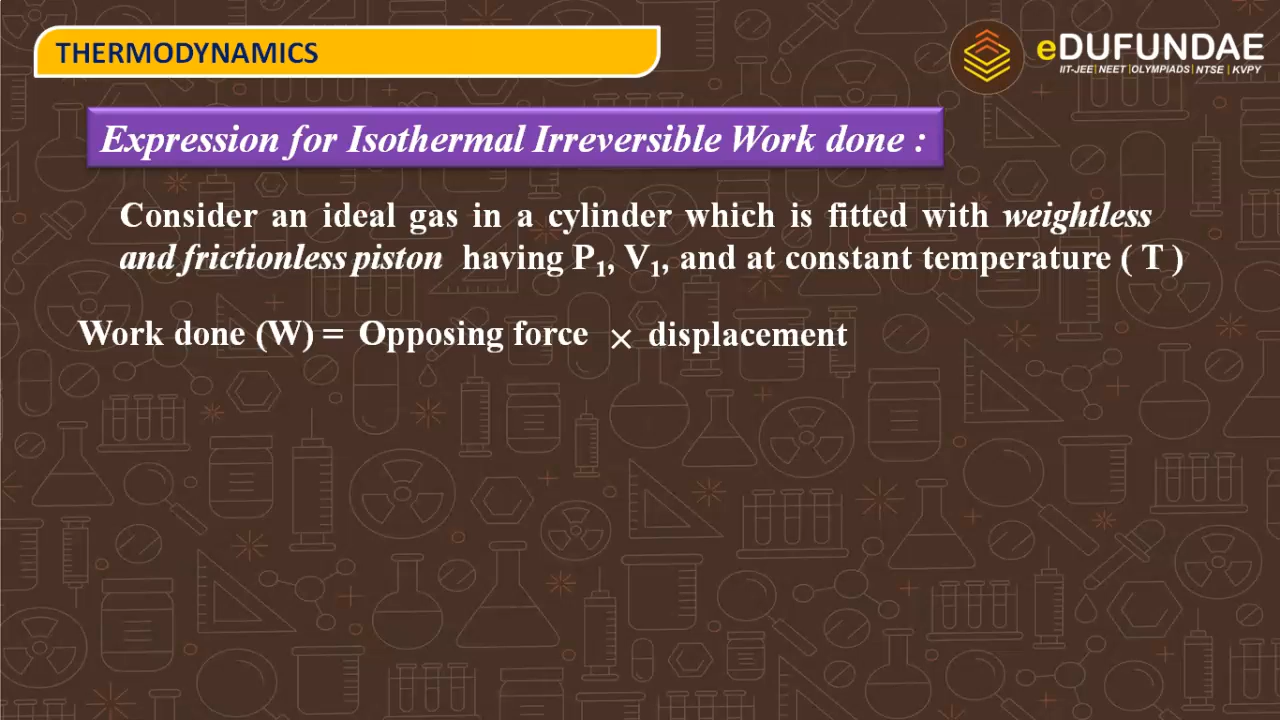 THERMODYNAMICS
eDUFUNDAE
IIT-JEE|NEET|OLYMPIADS|NTSE|KVPY
Expression for Isothermal Irreversible Work done :
Consider an ideal gas in a cylinder which is fitted with weightless
and frictionless piston having P₁, V₁, and at constant temperature ( T )
Work done (W) = Opposing force × displacement